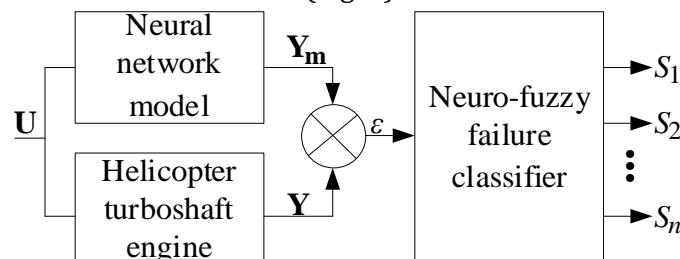 Neural
network
model
Y_m
U
Helicopter
turboshaft
engine
Y
ε
Neuro-fuzzy
failure
classifier
S_1
S_2
S_n